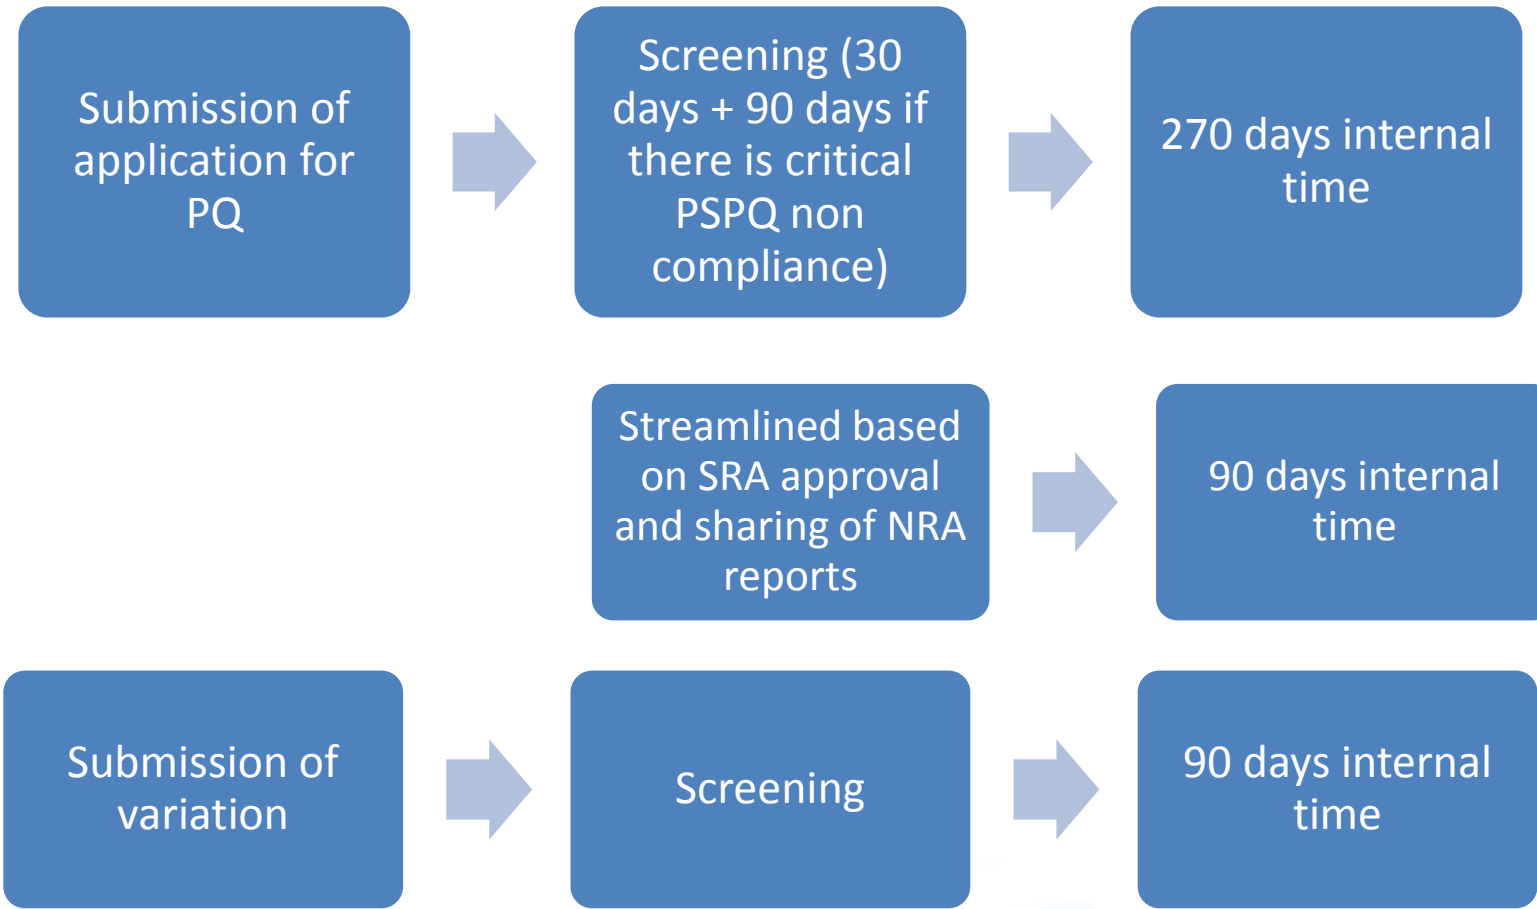 Submission of
application for
PQ
Screening (30
days + 90 days if
there is critical
PSPQ non
compliance)
270 days internal
time
Streamlined based
on SRA approval
and sharing of NRA
reports
90 days internal
time
Submission of
variation
Screening
90 days internal
time